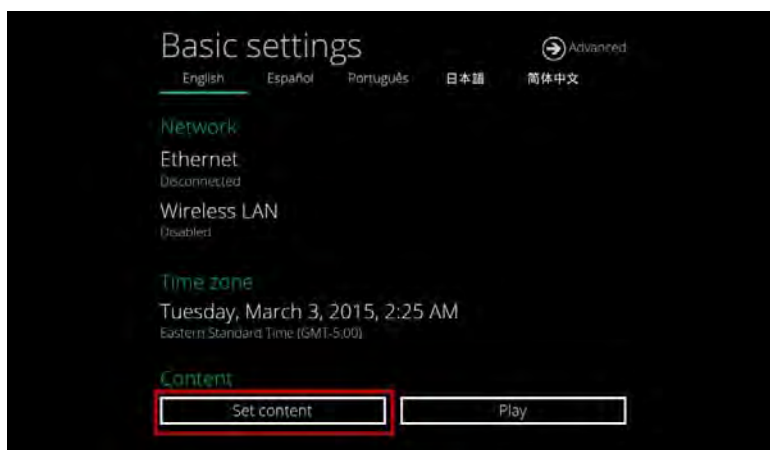 Basic settings
Advanced
English Español Português 日本語 简体中文
Network
Ethernet
Disconnected
Wireless LAN
Disabled
Time zone
Tuesday, March 3, 2015, 2:25 AM
Eastern Standard Time (GMT-5:00)
Content
Set content
Play